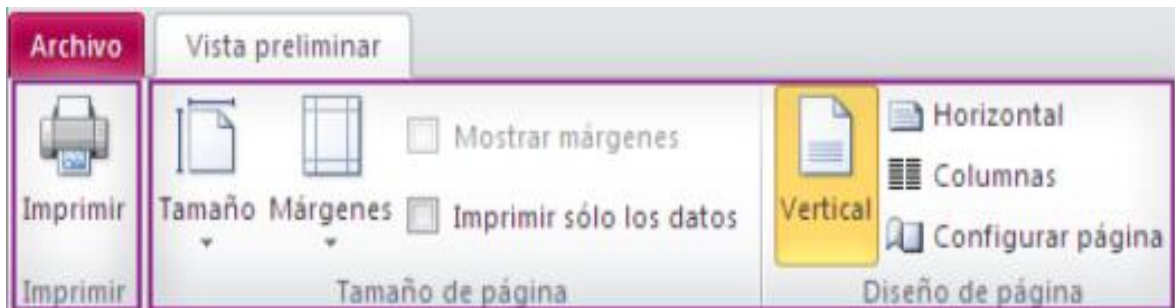 Archivo Vista preliminar
Imprimir
Imprimir
Tamaño Márgenes
Mostrar márgenes
Imprimir sólo los datos
Tamaño de página
Vertical
Horizontal
Columnas
Configurar página
Diseño de página